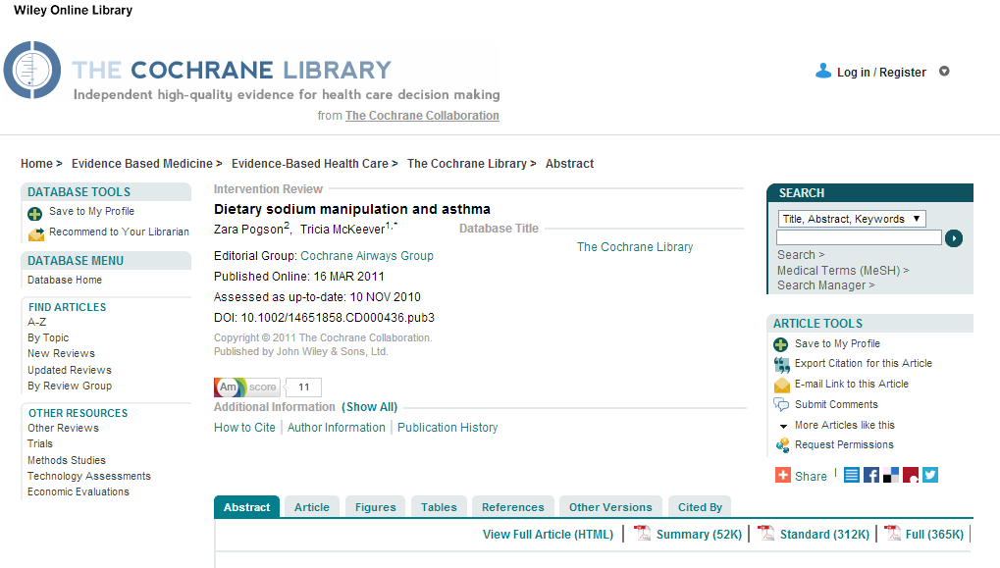 Wiley Online Library
THE COCHRANE LIBRARY
Independent high-quality evidence for health care decision making
from The Cochrane Collaboration
Log in / Register
Home > Evidence Based Medicine > Evidence-Based Health Care > The Cochrane Library > Abstract
DATABASE TOOLS
Save to My Profile
Recommend to Your Librarian
DATABASE MENU
Database Home
FIND ARTICLES
A-Z
By Topic
New Reviews
Updated Reviews
By Review Group
OTHER RESOURCES
Other Reviews
Trials
Methods Studies
Technology Assessments
Economic Evaluations
Intervention Review
Dietary sodium manipulation and asthma
Zara Pogson2, Tricia McKeever1,*
Database Title
The Cochrane Library
Editorial Group: Cochrane Airways Group
Published Online: 16 MAR 2011
Assessed as up-to-date: 10 NOV 2010
DOI: 10.1002/14651858.CD000436.pub3
Copyright © 2011 The Cochrane Collaboration.
Published by John Wiley & Sons, Ltd.
Am score 11
Additional Information (Show All)
How to Cite | Author Information | Publication History
SEARCH
Title, Abstract, Keywords ▼
Search >
Medical Terms (MeSH) >
Search Manager >
ARTICLE TOOLS
Save to My Profile
Export Citation for this Article
E-mail Link to this Article
Submit Comments
More Articles like this
Request Permissions
Share |
Abstract Article Figures Tables References Other Versions Cited By
View Full Article (HTML) | Summary (52K) | Standard (312K) | Full (365K) |